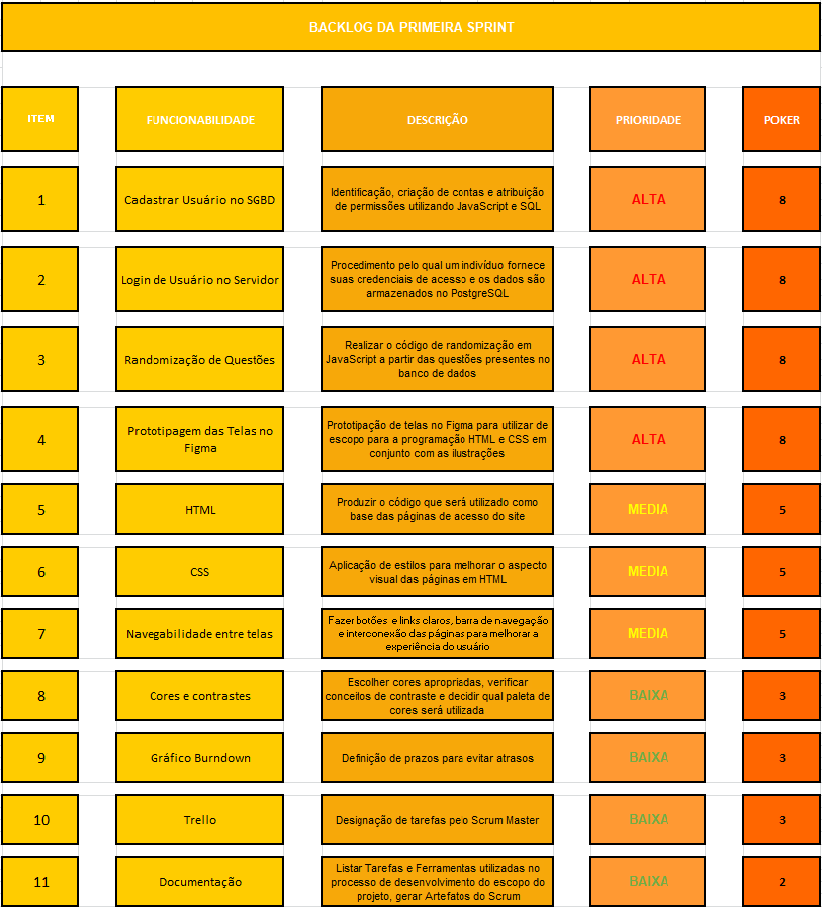 BACKLOG DA PRIMEIRA SPRINT
ITEM
FUNCIONABILIDADE
DESCRIÇÃO
PRIORIDADE
POKER
1
Cadastrar Usuário no SGBD
Identificação, criação de contas e atribuição
de permissões utilizando JavaScript e SQL
ALTA
8
2
Login de Usuário no Servidor
Procedimento pelo qual um indivíduo fornece
suas credenciais de acesso e os dados são
armazenados no PostgreSQL
ALTA
8
3
Randomização de Questões
Realizar o código de randomização em
JavaScript a partir das questões presentes no
banco de dados
ALTA
8
4
Prototipagem das Telas no
Figma
Prototipação de telas no Figma para utilizar de
escopo para a programação HTML e CSS em
conjunto com as ilustrações
ALTA
8
5
HTML
Produzir o código que será utilizado como
base das páginas de acesso do site
MEDIA
5
6
CSS
Aplicação de estilos para melhorar o aspecto
visual das páginas em HTML
MEDIA
5
7
Navegabilidade entre telas
Fazer botões e links claros, barra de navegação
e interconexão das páginas para melhorar a
experiência do usuário
MEDIA
5
8
Cores e contrastes
Escolher cores apropriadas, verificar
conceitos de contraste e decidir qual paleta de
cores será utilizada
BAIXA
3
9
Gráfico Burndown
Definição de prazos para evitar atrasos
BAIXA
3
10
Trello
Designação de tarefas peo Scrum Master
BAIXA
3
11
Documentação
Listar Tarefas e Ferramentas utilizadas no
processo de desenvolvimento do escopo do
projeto, gerar Artefatos do Scrum
BAIXA
2